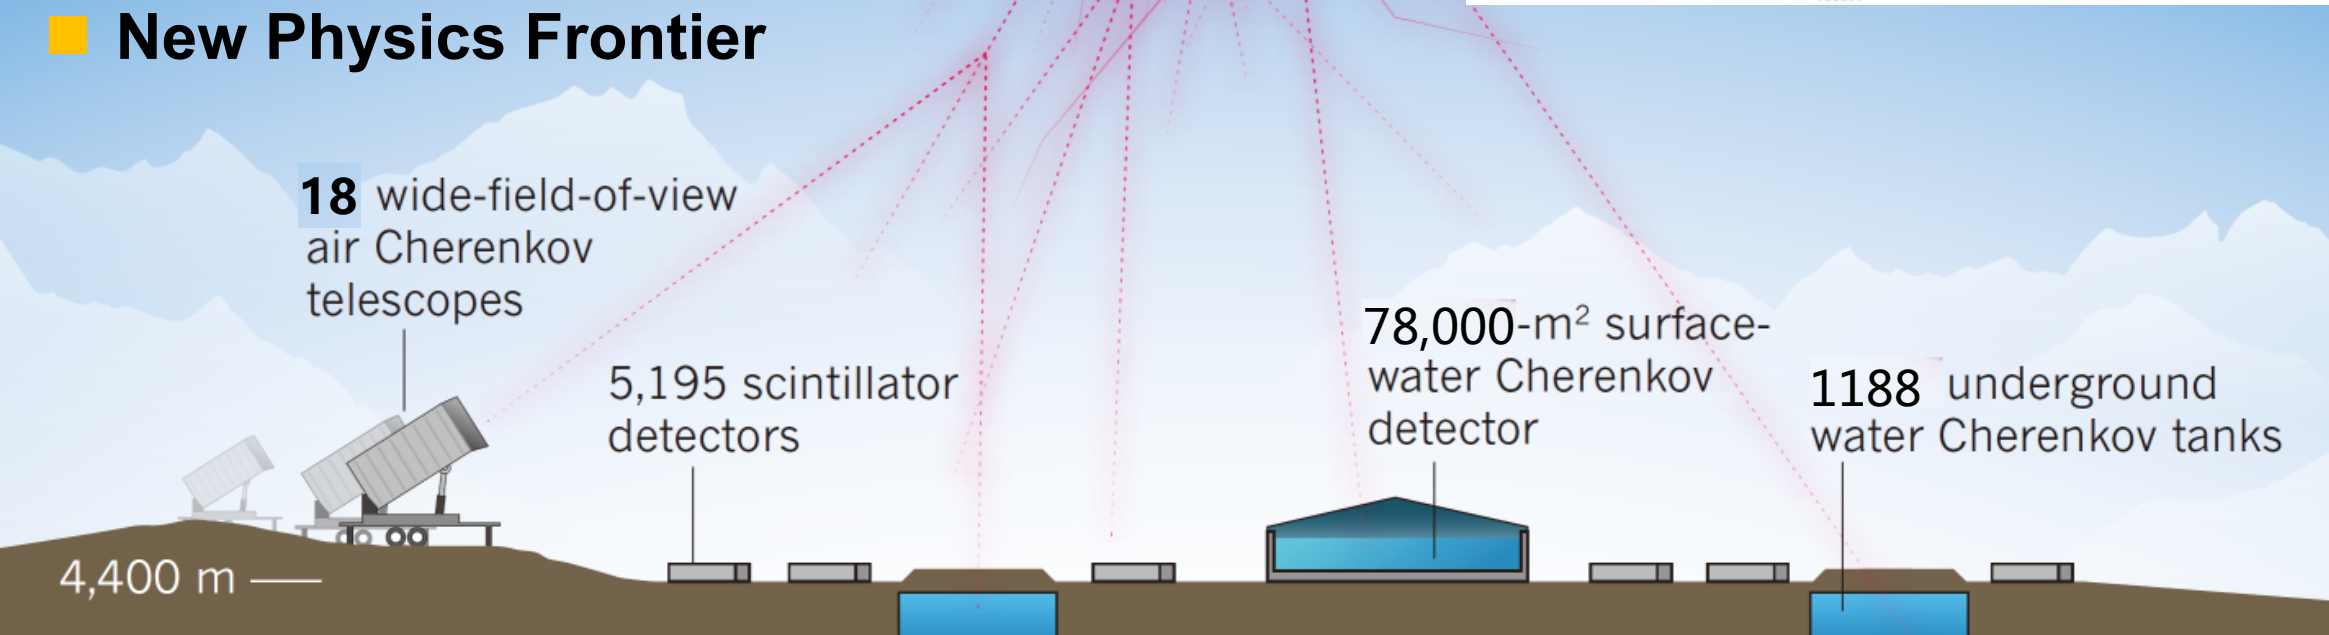 New Physics Frontier
18 wide-field-of-view
air Cherenkov
telescopes
5,195 scintillator
detectors
78,000-m² surface-
water Cherenkov
detector
1188 underground
water Cherenkov tanks
4,400 m